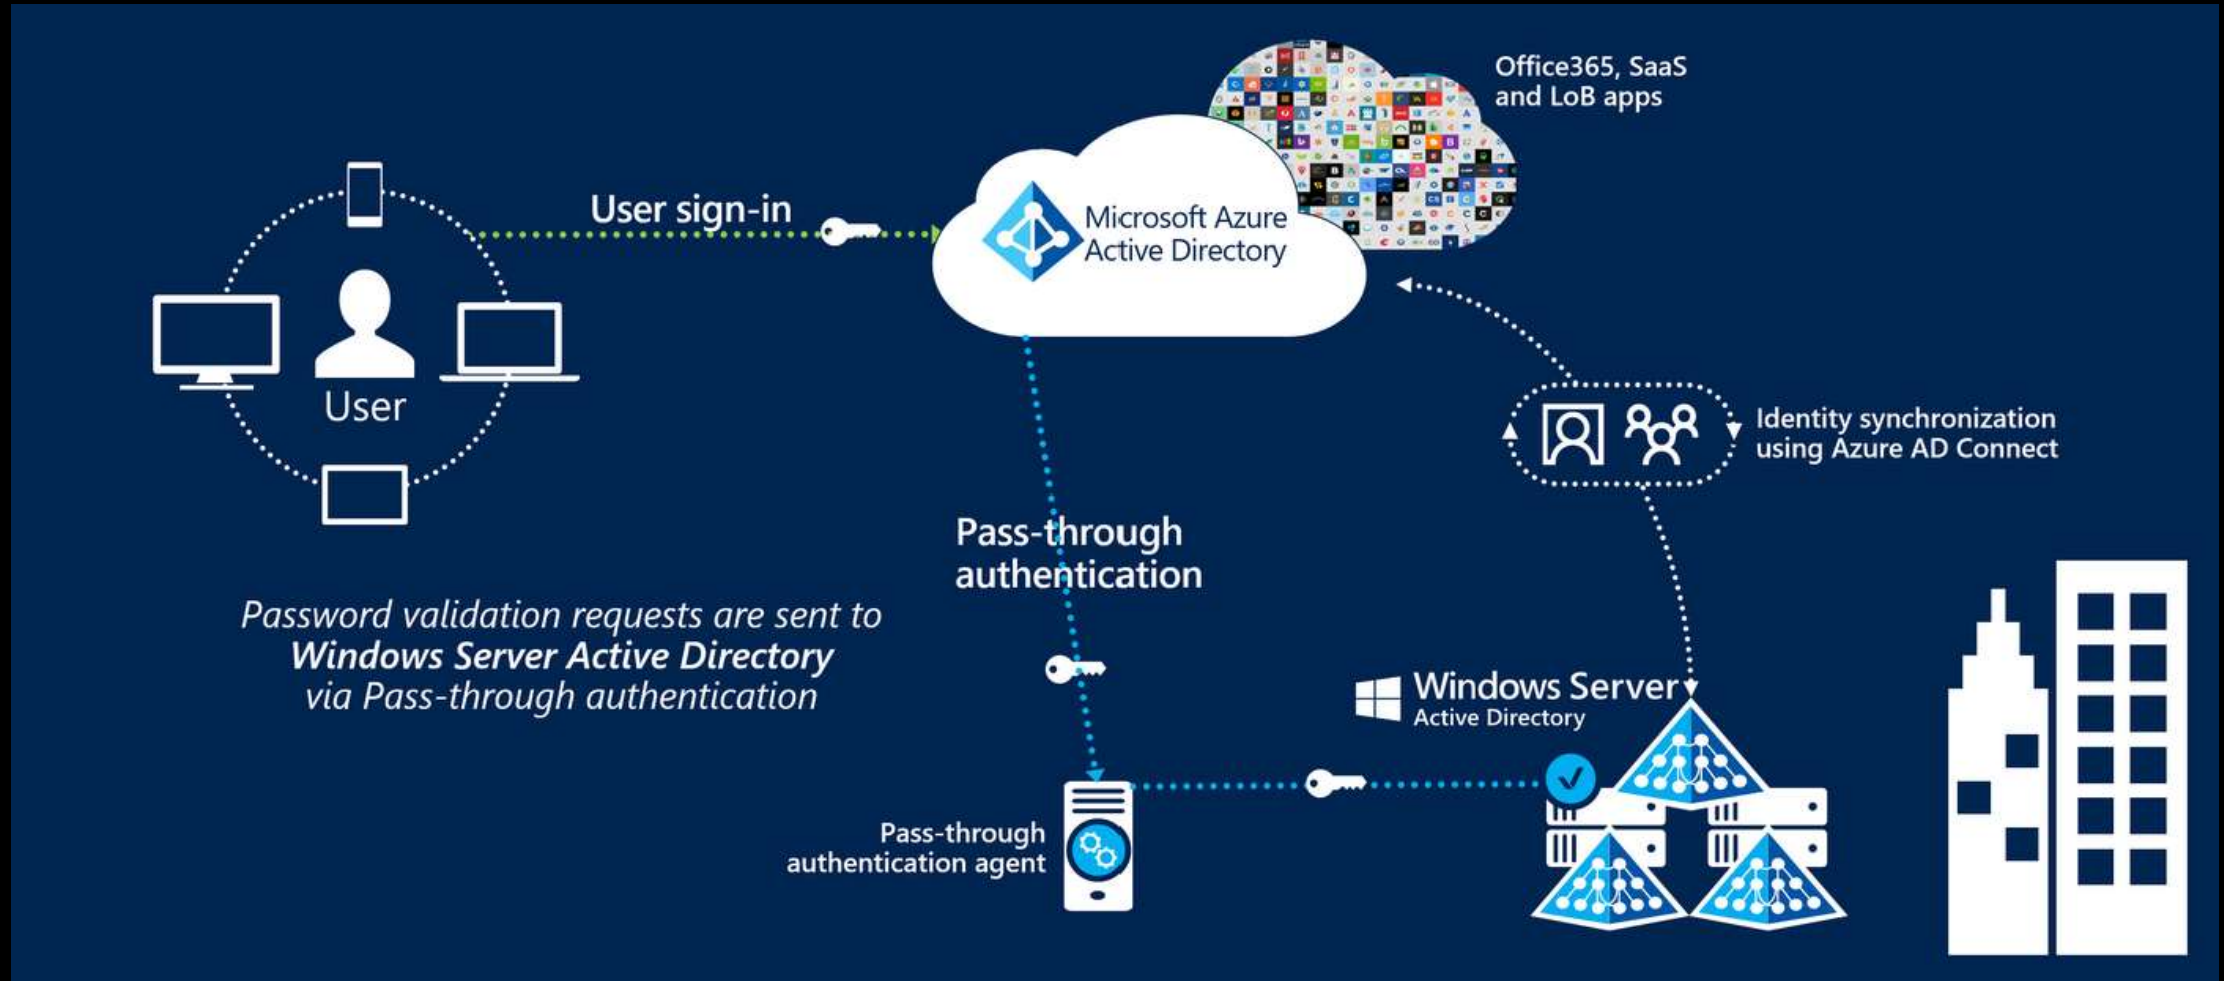 Office365, SaaS
and LoB apps
User sign-in
Microsoft Azure
Active Directory
User
Identity synchronization
using Azure AD Connect
Pass-through
authentication
Password validation requests are sent to
Windows Server Active Directory
via Pass-through authentication
Windows Server
Active Directory
Pass-through
authentication agent